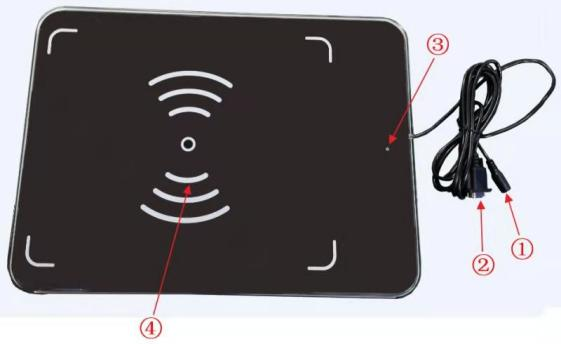 ③
②
①
④